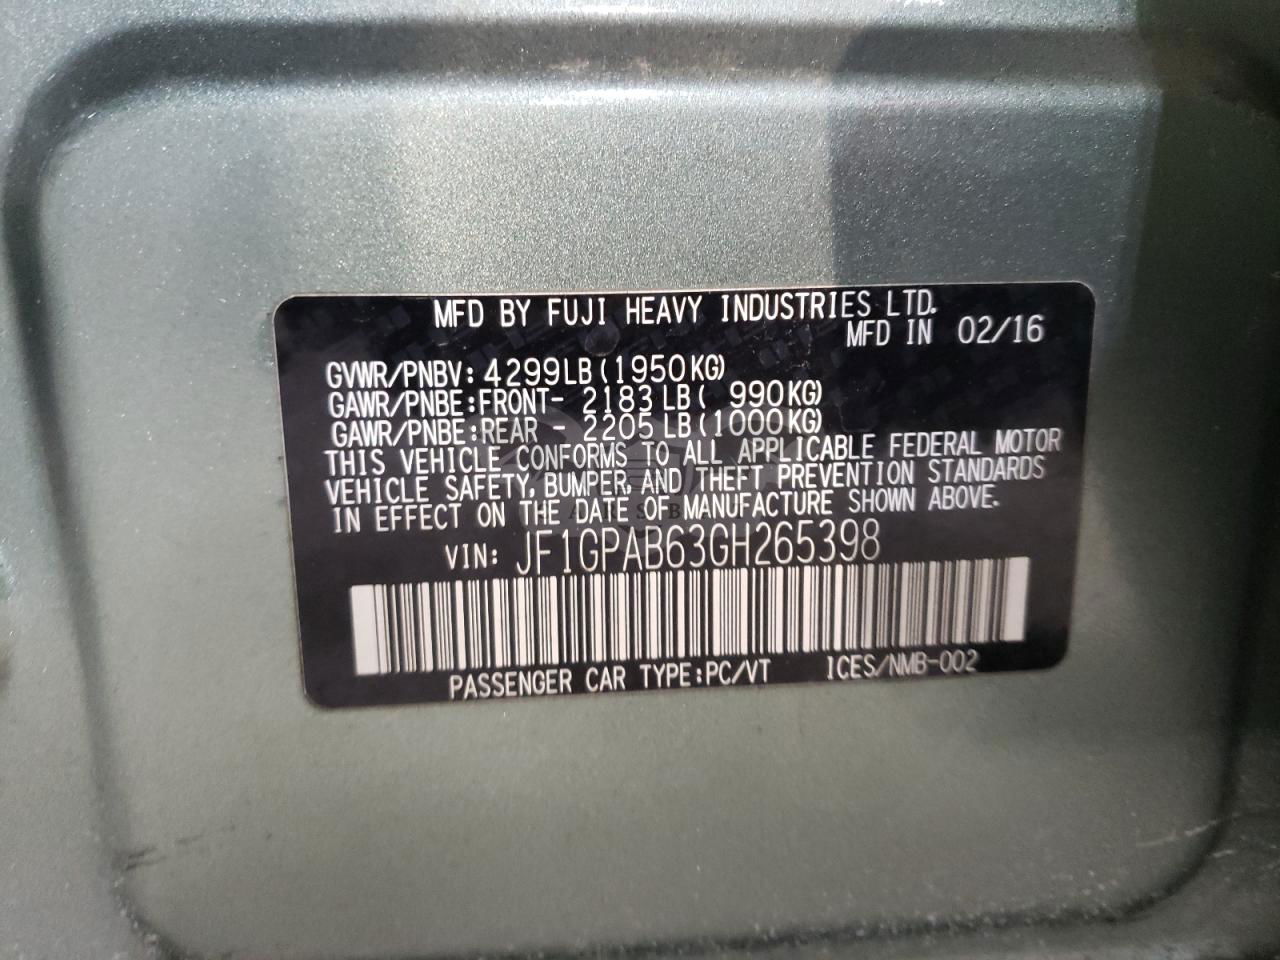 MFD BY FUJI HEAVY INDUSTRIES LTD.
MFD IN 02/16
GVWR/PNBV: 4299LB (1950KG)
GAWR/PNBE:FRONT- 2183 LB( 990KG)
GAWR/PNBE:REAR - 2205 LB(1000KG)
THIS VEHICLE CONFORMS TO ALL APPLICABLE FEDERAL MOTOR
VEHICLE SAFETY, BUMPER, AND THEFT PREVENTION STANDARDS
IN EFFECT ON THE DATE OF MANUFACTURE SHOWN ABOVE.
VIN: JF1GPAB63GH265398
PASSENGER CAR TYPE:PC/VT ICES/NMB-002